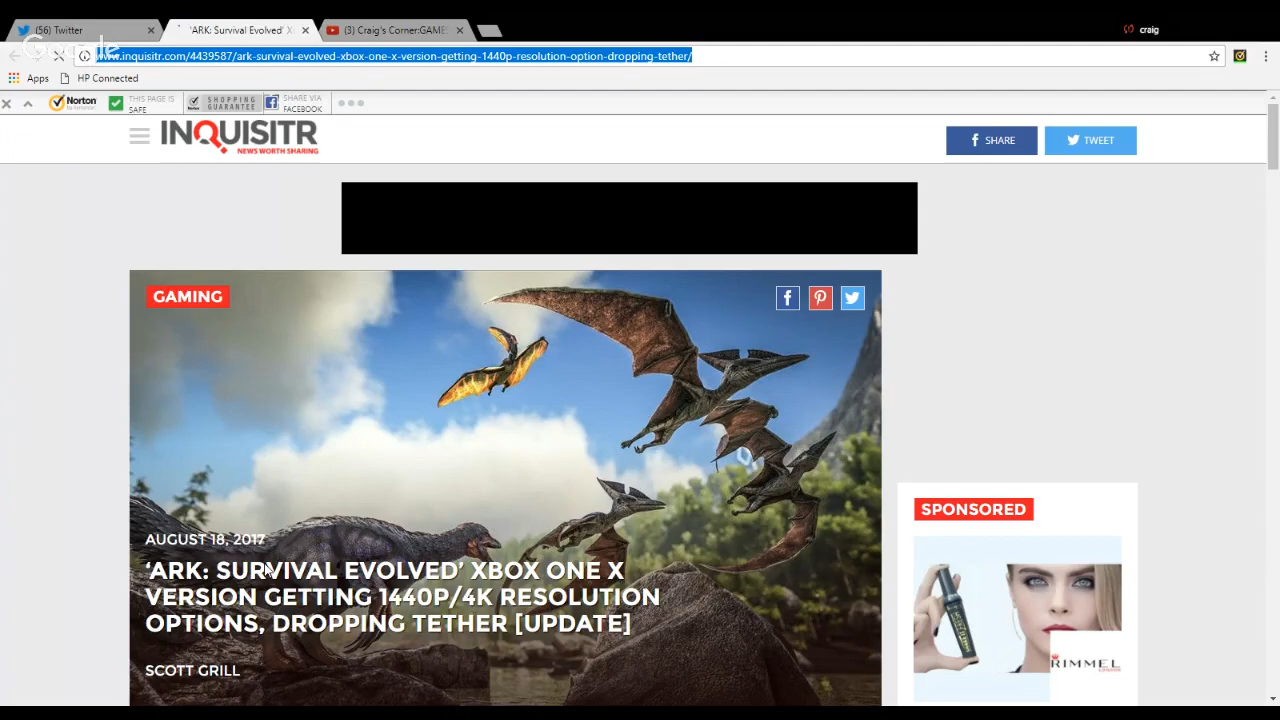 (56) Twitter
'ARK: Survival Evolved' X
(3) Craig's Corner:GAMES
craig
Google
www.inquisitr.com/4439587/ark-survival-evolved-xbox-one-x-version-getting-1440p-resolution-option-dropping-tether/
Apps
HP Connected
Norton
THIS PAGE IS
SAFE
SHOPPING
GUARANTEE
SHARE VIA
FACEBOOK
INQUISITR
NEWS WORTH SHARING
SHARE
TWEET
GAMING
AUGUST 18, 2017
‘ARK: SURVIVAL EVOLVED’ XBOX ONE X
VERSION GETTING 1440P/4K RESOLUTION
OPTIONS, DROPPING TETHER [UPDATE]
SCOTT GRILL
SPONSORED
RIMMEL